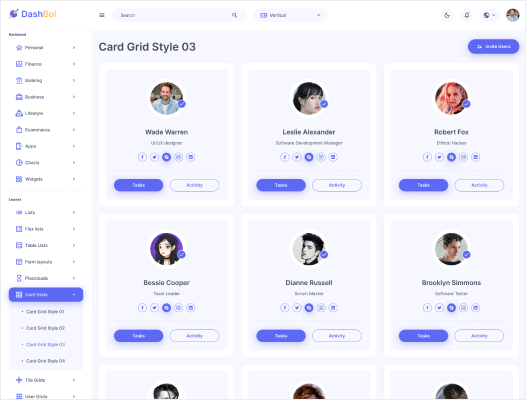 DashBoi
Search
Vertical
Dashboard
Personal
Finance
Banking
Business
Lifestyle
Ecommerce
Apps
Charts
Widgets
Layouts
Lists
Flex lists
Table Lists
Form layouts
Placeloads
Card Grids
Card Grid Style 01
Card Grid Style 02
Card Grid Style 03
Card Grid Style 04
Tile Grids
User Grids
Card Grid Style 03
Invite Users
Wade Warren
UI/UX designer
Tasks
Activity
Leslie Alexander
Software Development Manager
Tasks
Activity
Robert Fox
Ethical Hacker
Tasks
Activity
Bessie Cooper
Team Leader
Tasks
Activity
Dianne Russell
Scrum Master
Tasks
Activity
Brooklyn Simmons
Software Tester
Tasks
Activity